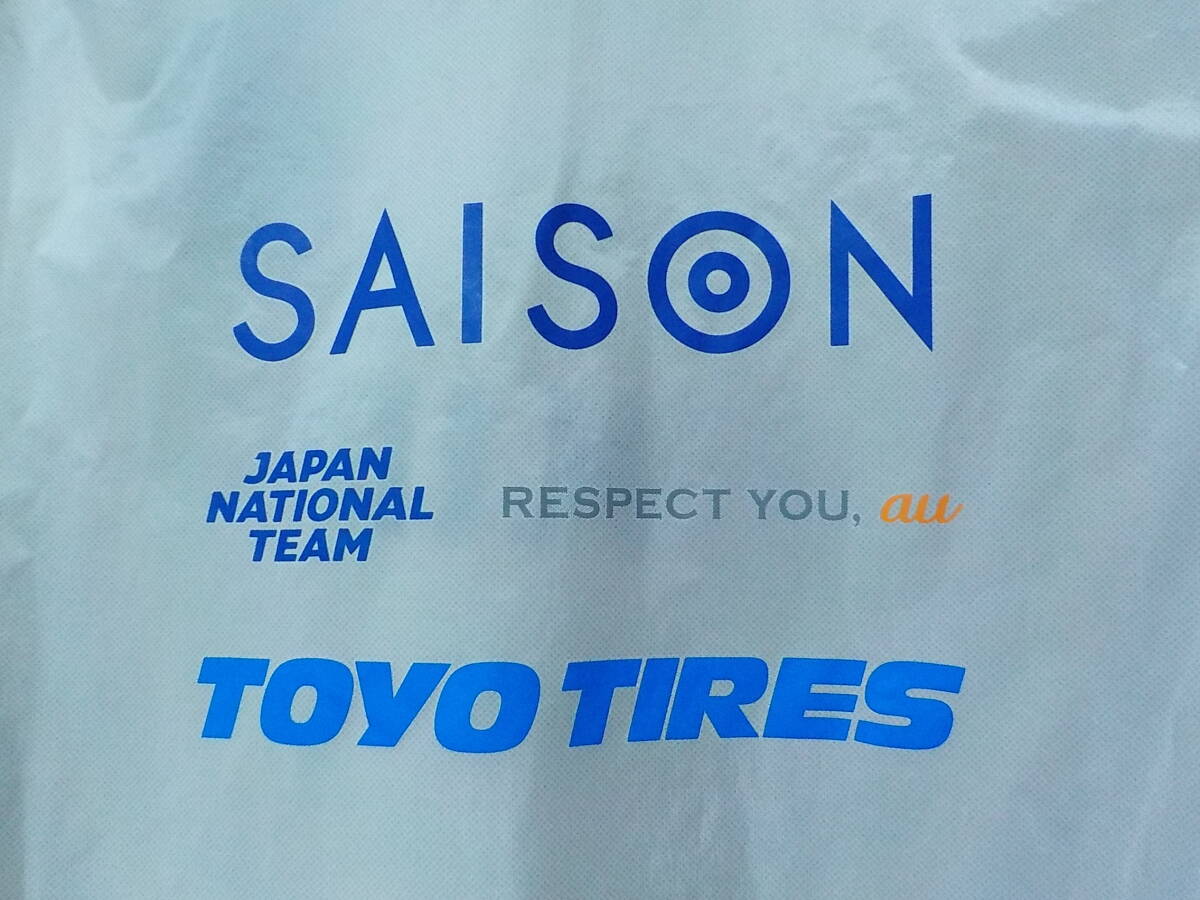 SAISON
JAPAN
NATIONAL
TEAM
RESPECT YOU, au
TOYO TIRES